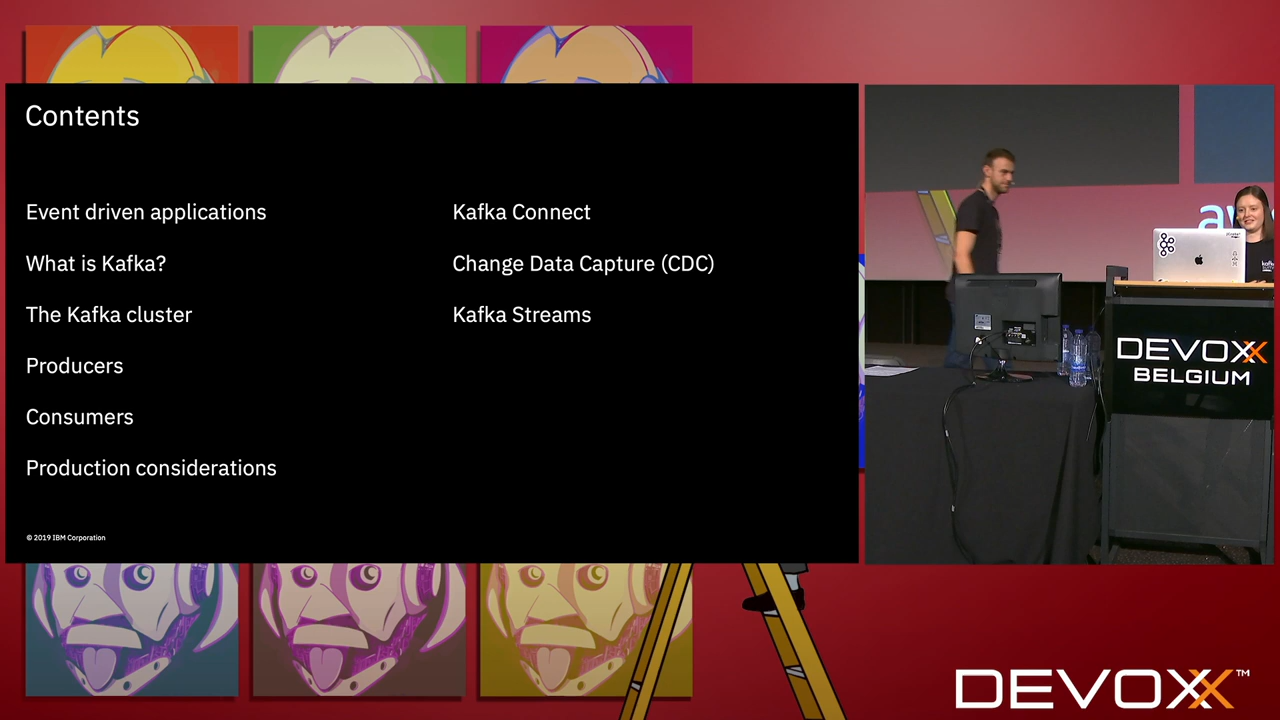 Contents
Event driven applications
What is Kafka?
The Kafka cluster
Producers
Consumers
Production considerations
Kafka Connect
Change Data Capture (CDC)
Kafka Streams
© 2019 IBM Corporation
DEVOXX
BELGIUM
DEVOXX™